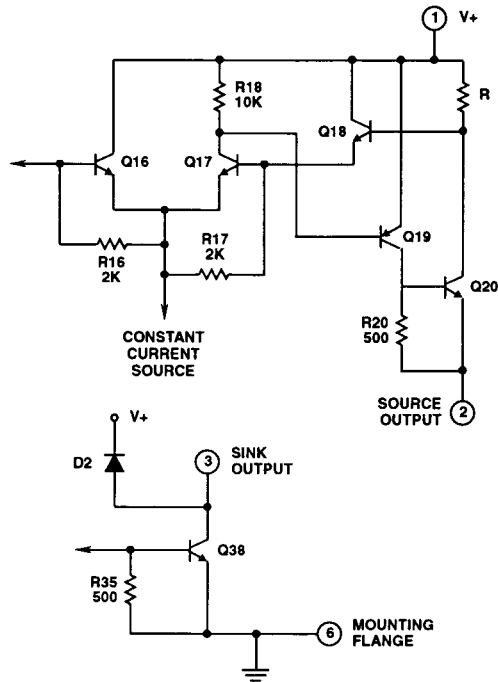 1 V+
R18
10K
R
Q18
Q16
Q17
Q19
R17
2K
R16
2K
Q20
R20
500
CONSTANT
CURRENT
SOURCE
SOURCE
OUTPUT
2
V+
D2
3
SINK
OUTPUT
Q38
R35
500
6
MOUNTING
FLANGE